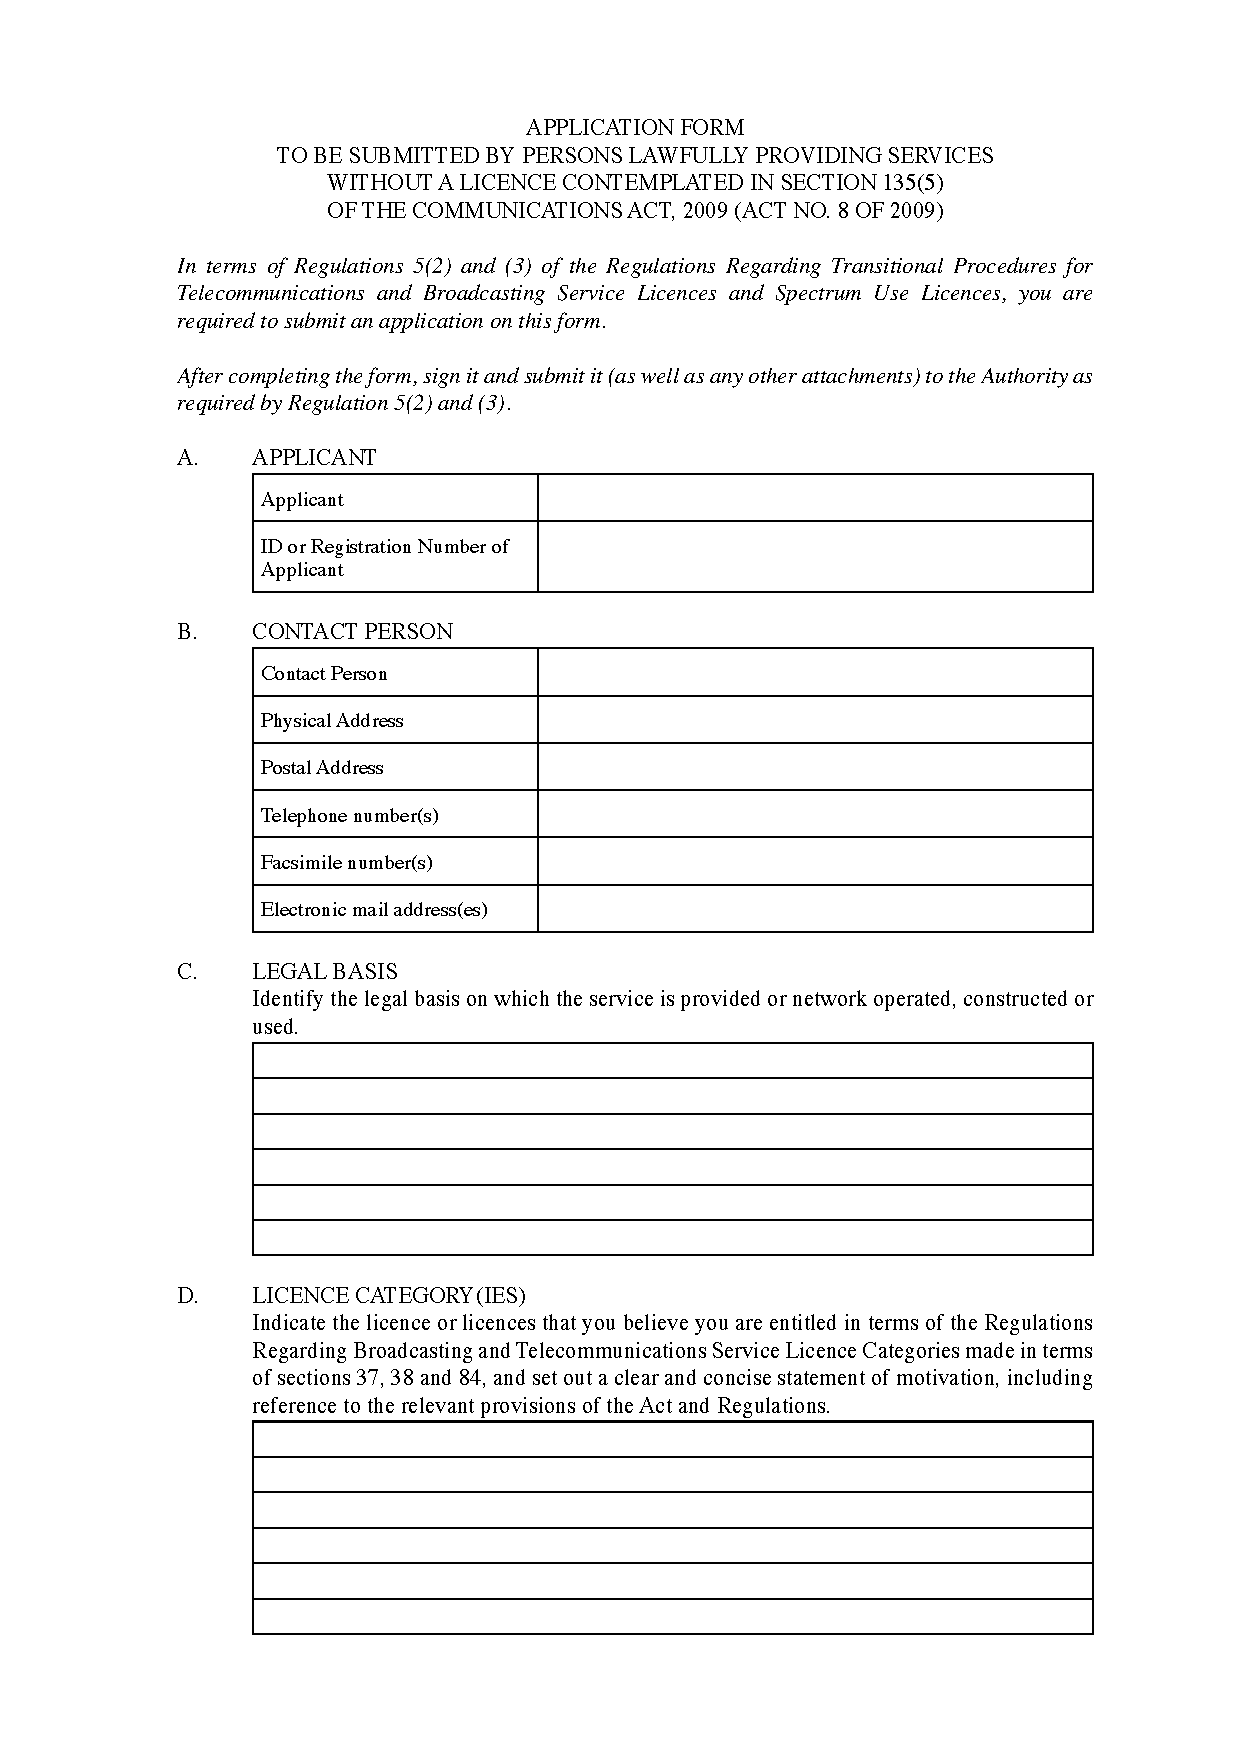 APPLICATION FORM
TO BE SUBMITTED BY PERSONS LAWFULLY PROVIDING SERVICES
WITHOUT A LICENCE CONTEMPLATED IN SECTION 135(5)
OF THE COMMUNICATIONS ACT, 2009 (ACT NO. 8 OF 2009)
In terms of Regulations 5(2) and (3) of the Regulations Regarding Transitional Procedures for
Telecommunications and Broadcasting Service Licences and Spectrum Use Licences, you are
required to submit an application on this form.
After completing the form, sign it and submit it (as well as any other attachments) to the Authority as
required by Regulation 5(2) and (3).
A. APPLICANT
Applicant
ID or Registration Number of
Applicant
B. CONTACT PERSON
Contact Person
Physical Address
Postal Address
Telephone number(s)
Facsimile number(s)
Electronic mail address(es)
C. LEGAL BASIS
Identify the legal basis on which the service is provided or network operated, constructed or
used.
D. LICENCE CATEGORY(IES)
Indicate the licence or licences that you believe you are entitled in terms of the Regulations
Regarding Broadcasting and Telecommunications Service Licence Categories made in terms
of sections 37, 38 and 84, and set out a clear and concise statement of motivation, including
reference to the relevant provisions of the Act and Regulations.